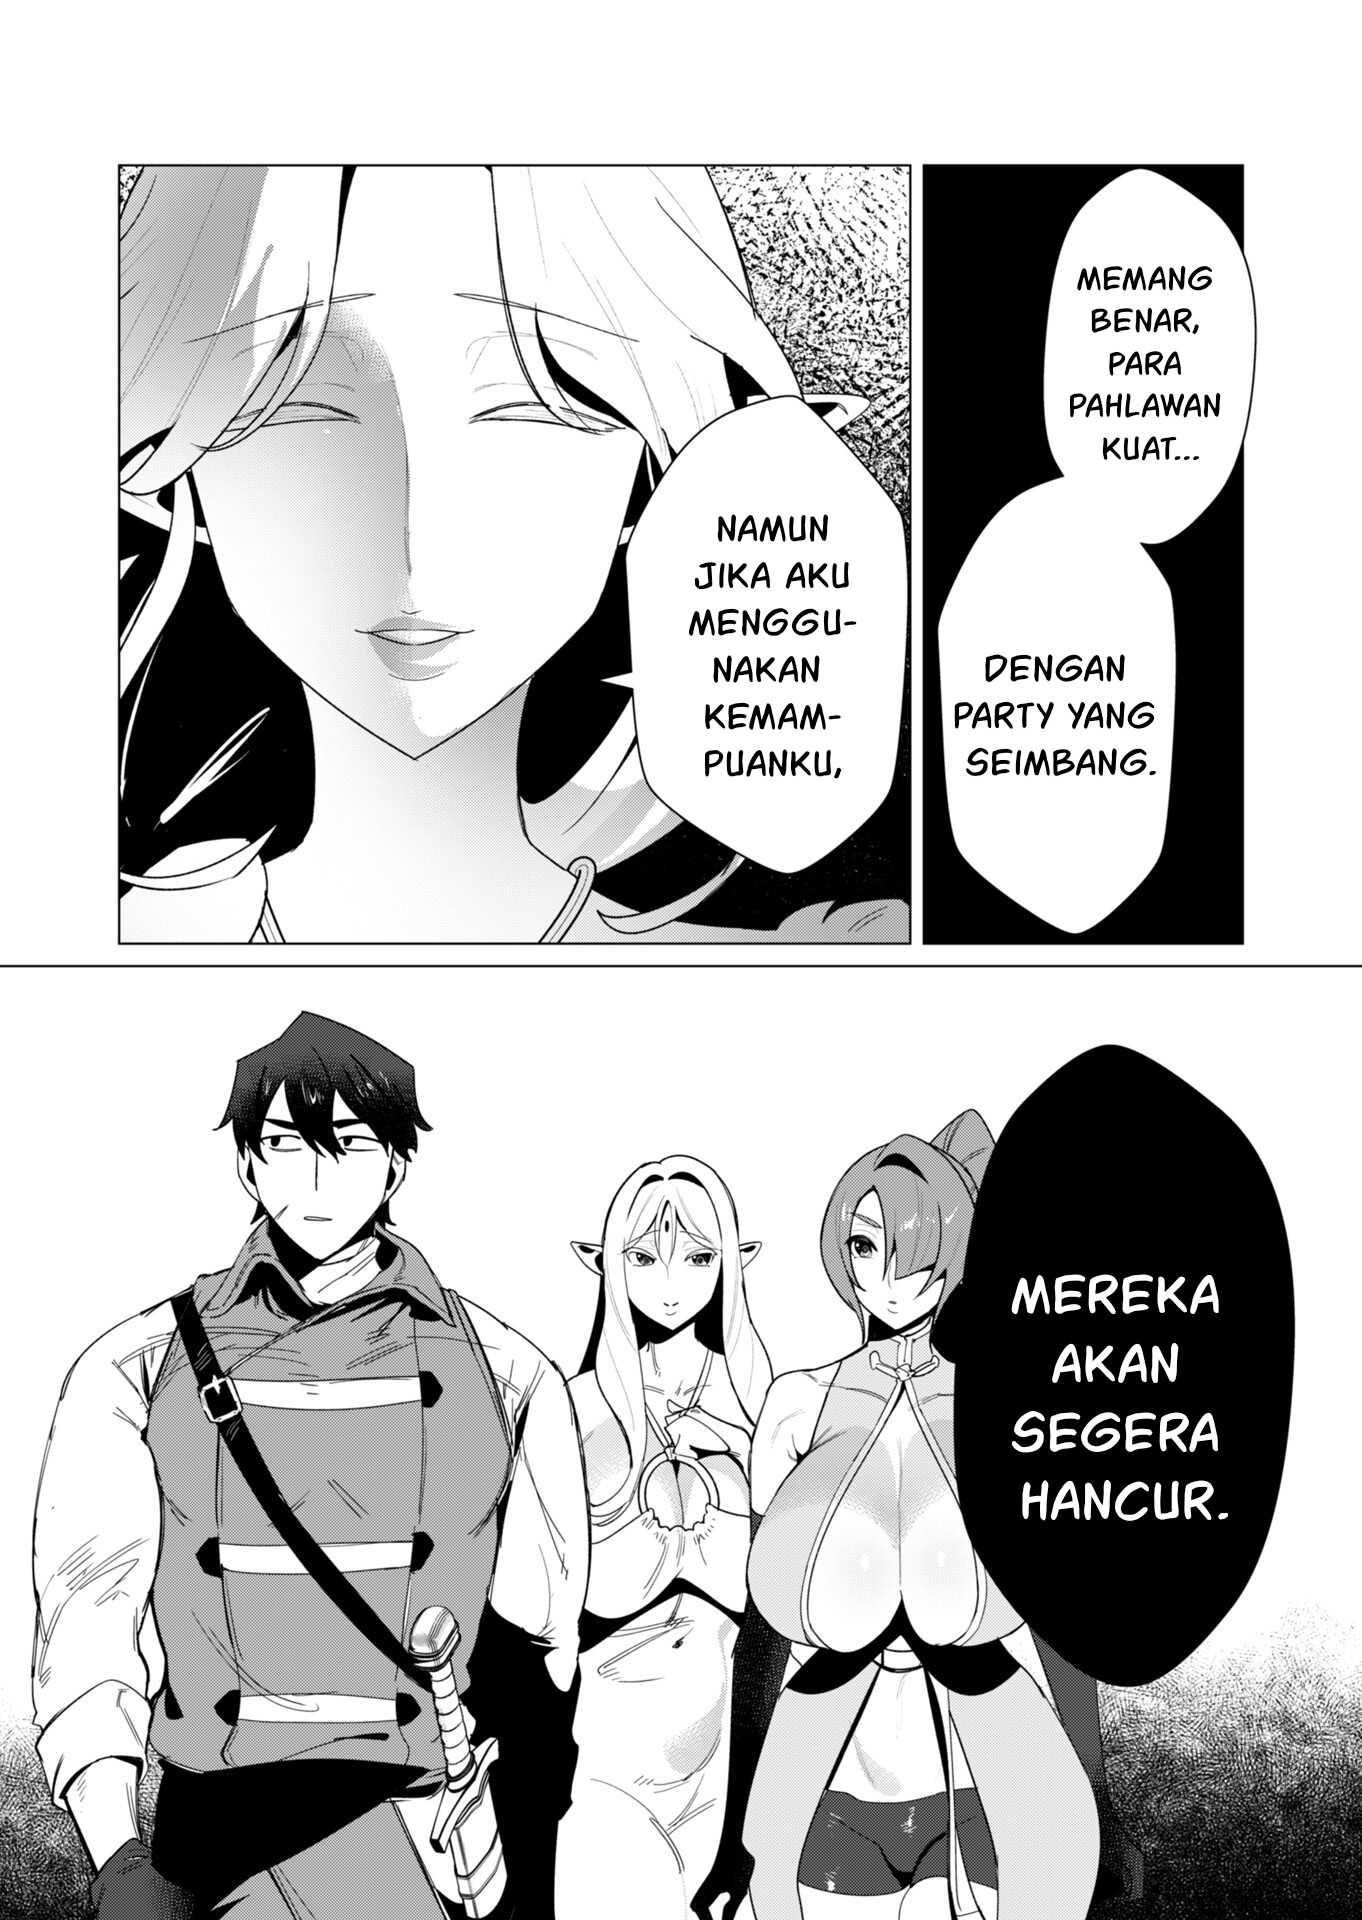 MEMANG
BENAR,
PARA
PAHLAWAN
KUAT...
DENGAN
PARTY YANG
SEIMBANG.
NAMUN
JIKA AKU
MENGGU-
NAKAN
KEMAM-
PUANKU,
MEREKA
AKAN
SEGERA
HANCUR.